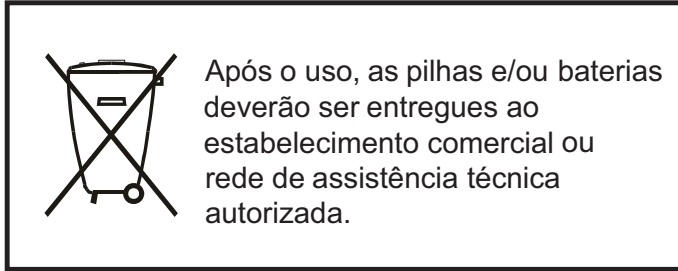 Após o uso, as pilhas e/ou baterias
deverão ser entregues ao
estabelecimento comercial ou
rede de assistência técnica
autorizada.